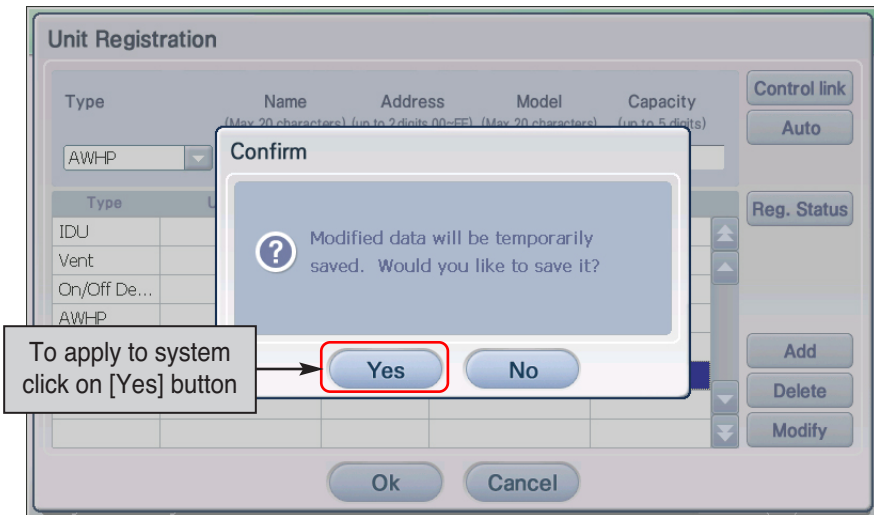 Unit Registration
Type
Name
Address
Model
Capacity
(Max 20 characters) (up to 2 digits 00~FF) (Max 20 characters) (up to 5 digits)
AWHP
Control link
Auto
Confirm
Type
IDU
Vent
On/Off De...
AWHP
Reg. Status
Modified data will be temporarily
saved. Would you like to save it?
To apply to system
click on [Yes] button
Yes
No
Add
Delete
Modify
Ok
Cancel